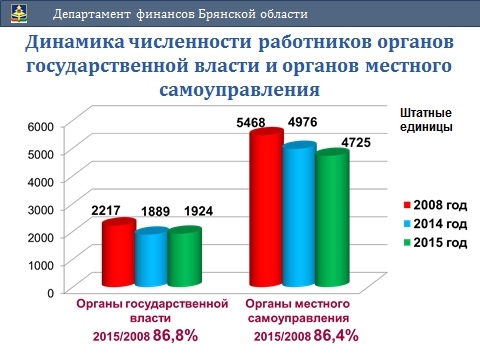 Департамент финансов Брянской области
Динамика численности работников органов
государственной власти и органов местного
самоуправления
Штатные
единицы
6000
5000
4000
3000
2000
1000
0
2217
1889
1924
5468
4976
4725
2008 год
2014 год
2015 год
Органы государственной
власти
2015/2008 86,8%
Органы местного
самоуправления
2015/2008 86,4%